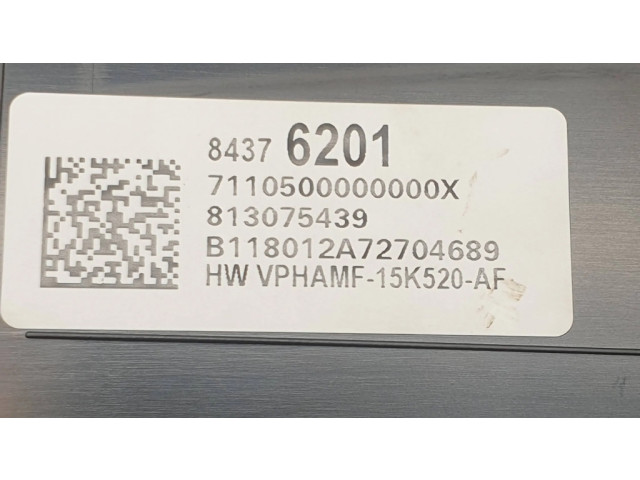 8437 6201
7110500000000X
813075439
B118012A72704689
HW VPHAMF-15K520-AF